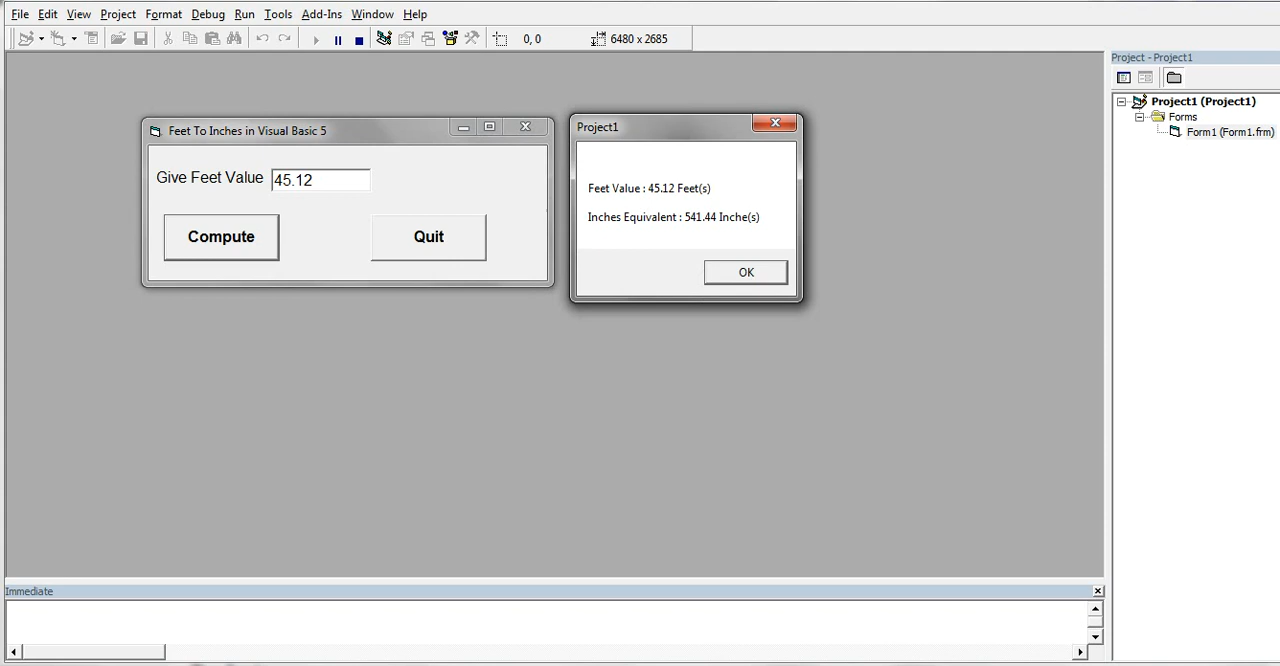 File Edit View Project Format Debug Run Tools Add-Ins Window Help
0, 0 6480 x 2685
Project - Project1
Project1 (Project1)
Forms
Form1 (Form1.frm)
Feet To Inches in Visual Basic 5
Give Feet Value 45.12
Compute Quit
Project1
Feet Value : 45.12 Feet(s)
Inches Equivalent : 541.44 Inche(s)
OK
Immediate